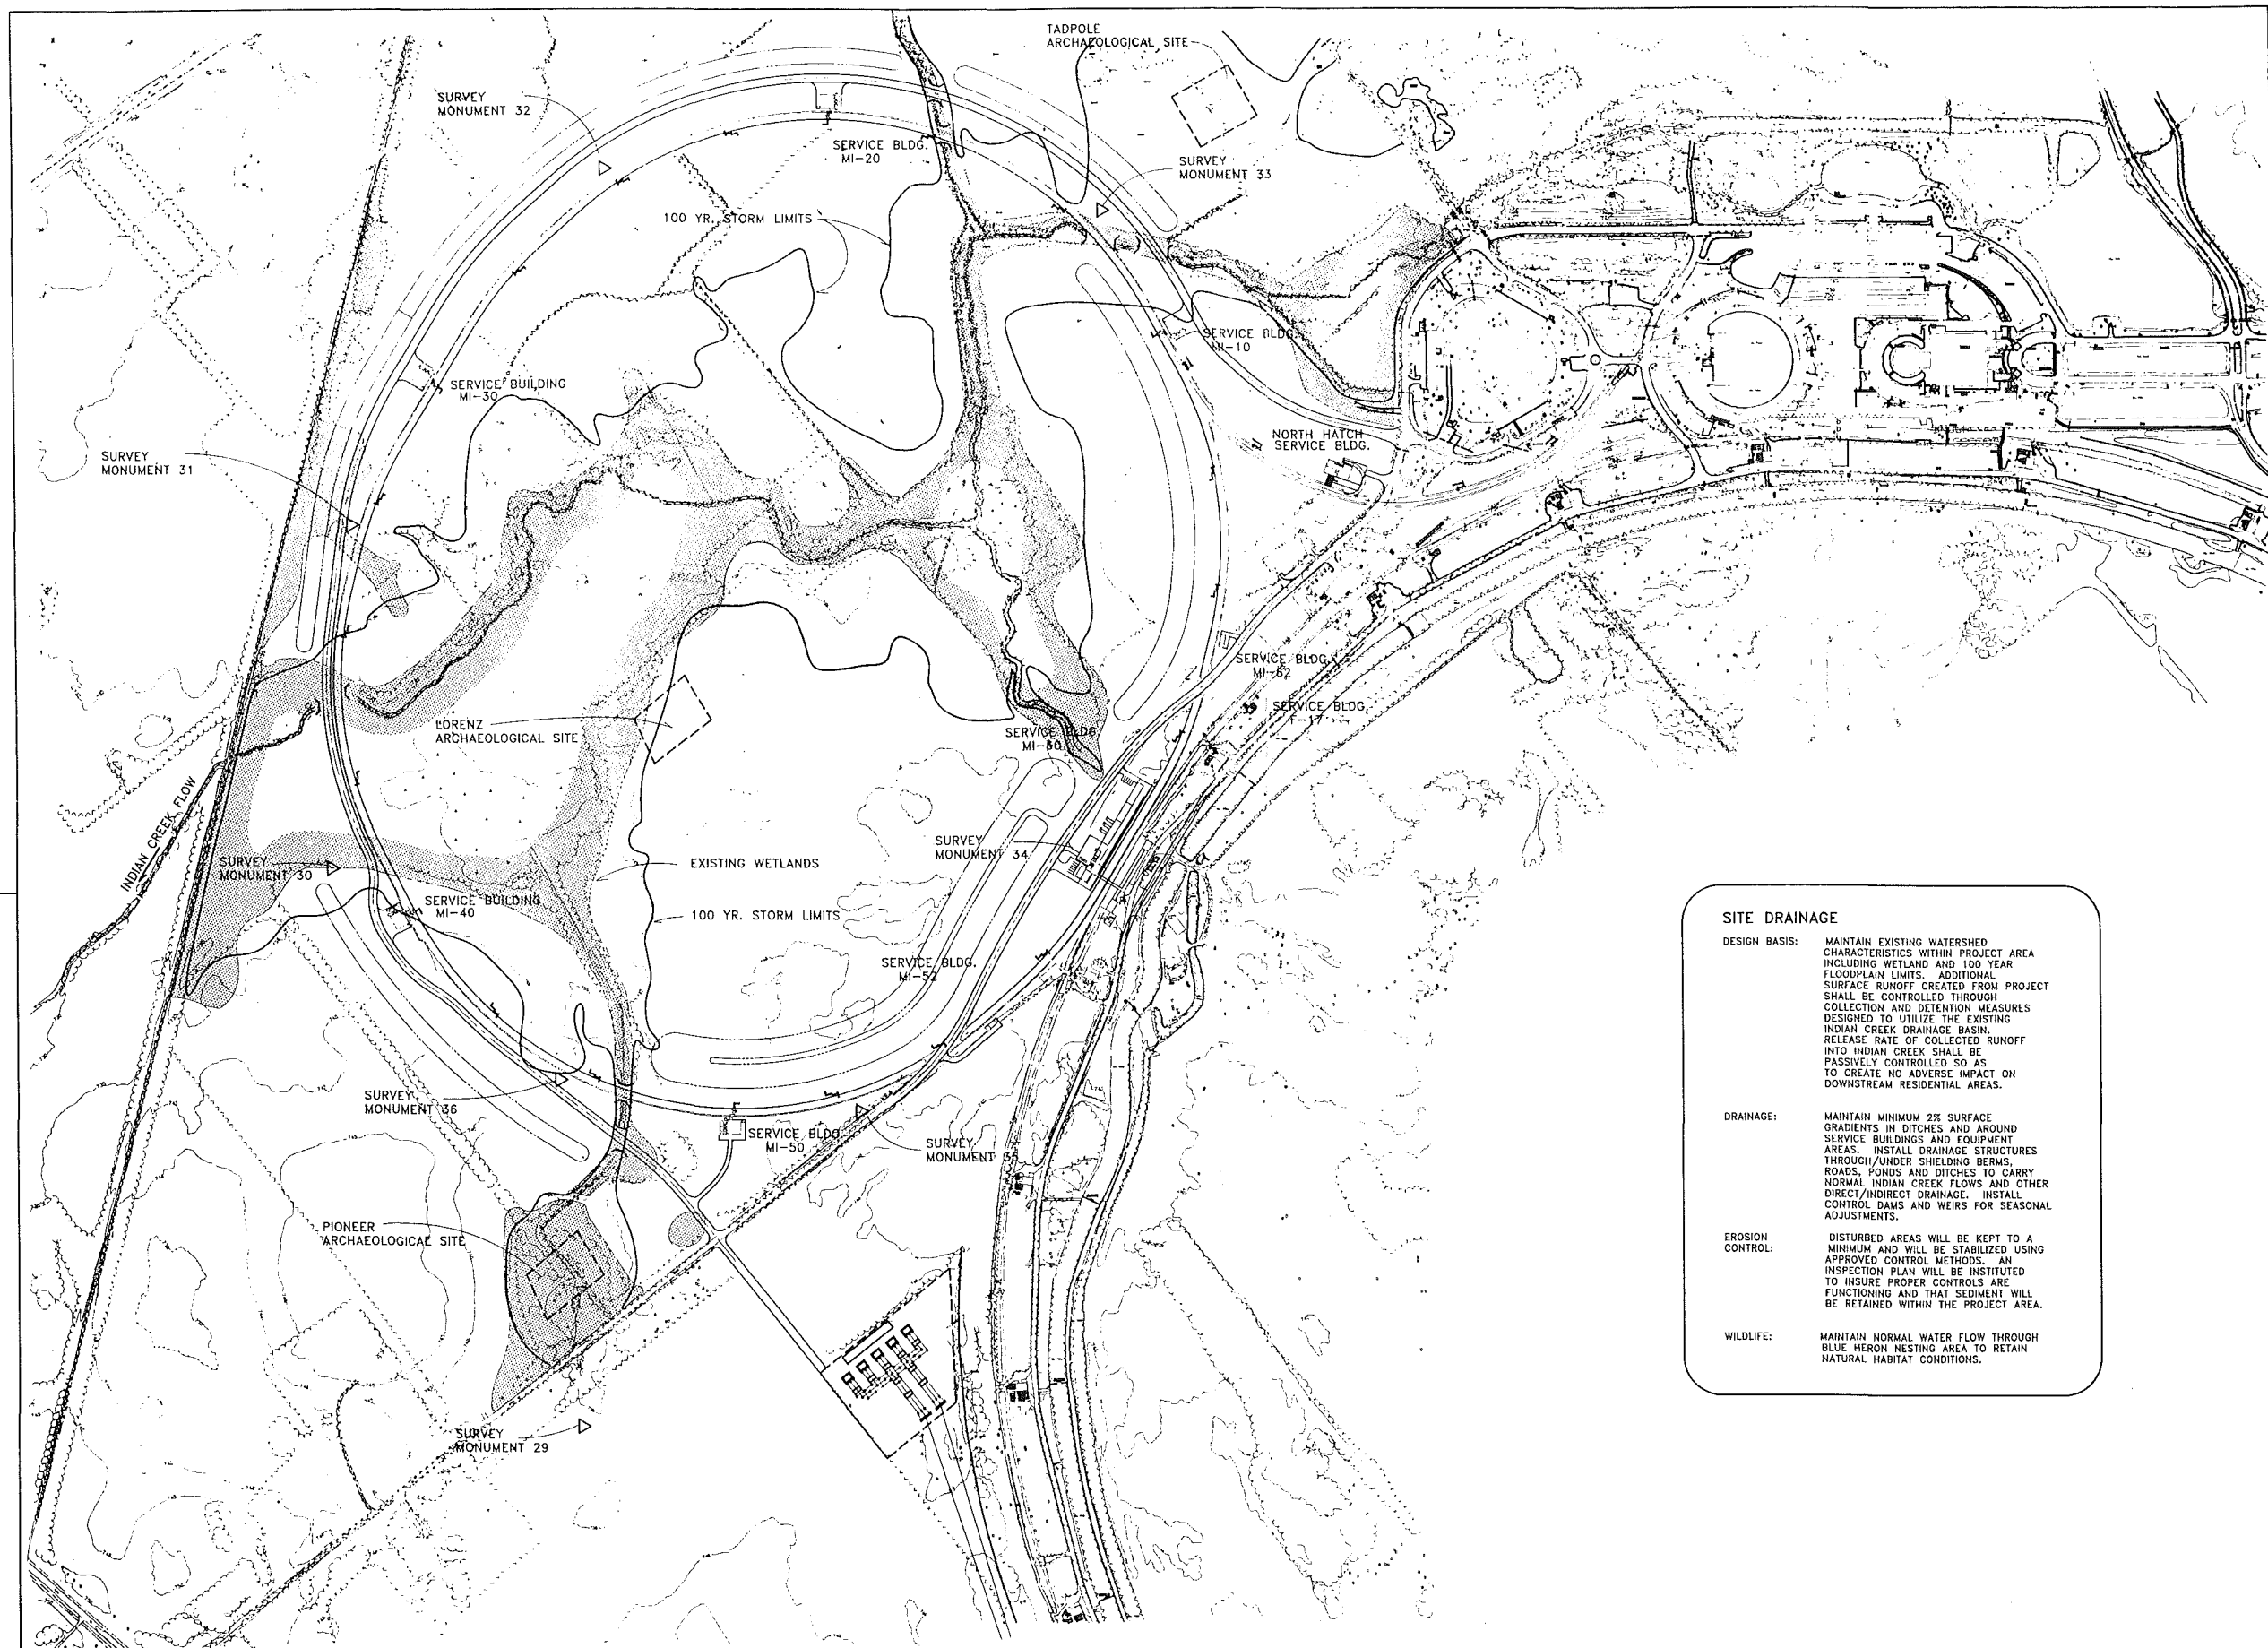 TADPOLE
ARCHAEOLOGICAL SITE
SURVEY
MONUMENT 32
SERVICE BLDG.
MI-20
SURVEY
MONUMENT 33
100 YR. STORM LIMITS
SERVICE BLDG.
MI-10
SERVICE BUILDING
MI-30
NORTH HATCH
SERVICE BLDG.
SURVEY
MONUMENT 31
SERVICE BLDG.
MI-62
SERVICE BLDG.
F-17
LORENZ
ARCHAEOLOGICAL SITE
SERVICE BLDG
MI-60
INDIAN CREEK FLOW
SURVEY
MONUMENT 34
SURVEY
MONUMENT 30
EXISTING WETLANDS
SERVICE BUILDING
MI-40
100 YR. STORM LIMITS
SERVICE BLDG.
MI-52
SURVEY
MONUMENT 36
SERVICE BLDG
MI-50
SURVEY
MONUMENT 35
PIONEER
ARCHAEOLOGICAL SITE
SURVEY
MONUMENT 29
SITE DRAINAGE
DESIGN BASIS: MAINTAIN EXISTING WATERSHED
CHARACTERISTICS WITHIN PROJECT AREA
INCLUDING WETLAND AND 100 YEAR
FLOODPLAIN LIMITS. ADDITIONAL
SURFACE RUNOFF CREATED FROM PROJECT
SHALL BE CONTROLLED THROUGH
COLLECTION AND DETENTION MEASURES
DESIGNED TO UTILIZE THE EXISTING
INDIAN CREEK DRAINAGE BASIN.
RELEASE RATE OF COLLECTED RUNOFF
INTO INDIAN CREEK SHALL BE
PASSIVELY CONTROLLED SO AS
TO CREATE NO ADVERSE IMPACT ON
DOWNSTREAM RESIDENTIAL AREAS.
DRAINAGE: MAINTAIN MINIMUM 2% SURFACE
GRADIENTS IN DITCHES AND AROUND
SERVICE BUILDINGS AND EQUIPMENT
AREAS. INSTALL DRAINAGE STRUCTURES
THROUGH/UNDER SHIELDING BERMS,
ROADS, PONDS AND DITCHES TO CARRY
NORMAL INDIAN CREEK FLOWS AND OTHER
DIRECT/INDIRECT DRAINAGE. INSTALL
CONTROL DAMS AND WEIRS FOR SEASONAL
ADJUSTMENTS.
EROSION DISTURBED AREAS WILL BE KEPT TO A
CONTROL: MINIMUM AND WILL BE STABILIZED USING
APPROVED CONTROL METHODS. AN
INSPECTION PLAN WILL BE INSTITUTED
TO INSURE PROPER CONTROLS ARE
FUNCTIONING AND THAT SEDIMENT WILL
BE RETAINED WITHIN THE PROJECT AREA.
WILDLIFE: MAINTAIN NORMAL WATER FLOW THROUGH
BLUE HERON NESTING AREA TO RETAIN
NATURAL HABITAT CONDITIONS.